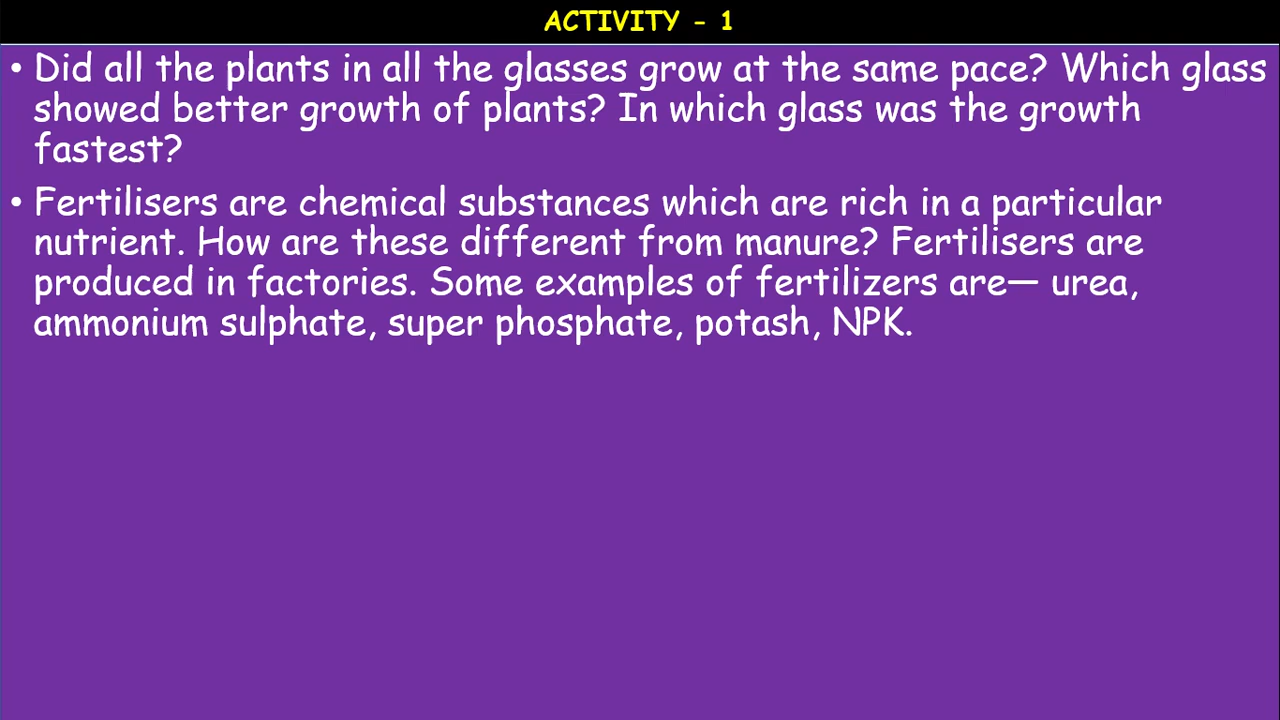 ACTIVITY - 1
• Did all the plants in all the glasses grow at the same pace? Which glass
showed better growth of plants? In which glass was the growth
fastest?
• Fertilisers are chemical substances which are rich in a particular
nutrient. How are these different from manure? Fertilisers are
produced in factories. Some examples of fertilizers are— urea,
ammonium sulphate, super phosphate, potash, NPK.